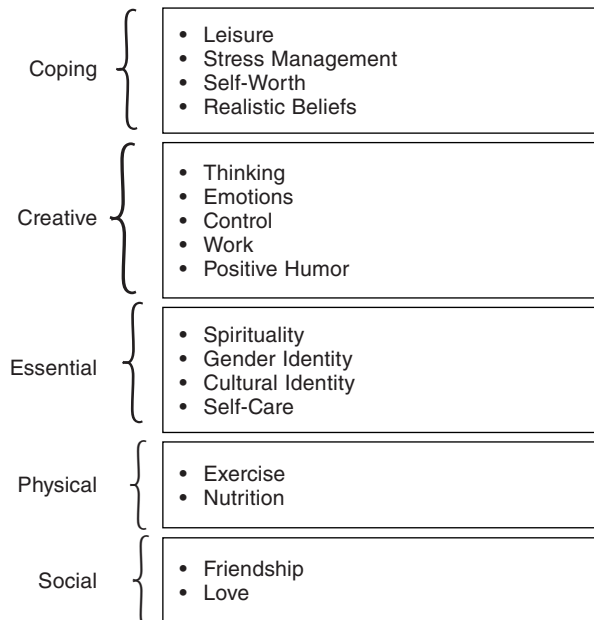 Coping
• Leisure
• Stress Management
• Self-Worth
• Realistic Beliefs
Creative
• Thinking
• Emotions
• Control
• Work
• Positive Humor
Essential
• Spirituality
• Gender Identity
• Cultural Identity
• Self-Care
Physical
• Exercise
• Nutrition
Social
• Friendship
• Love